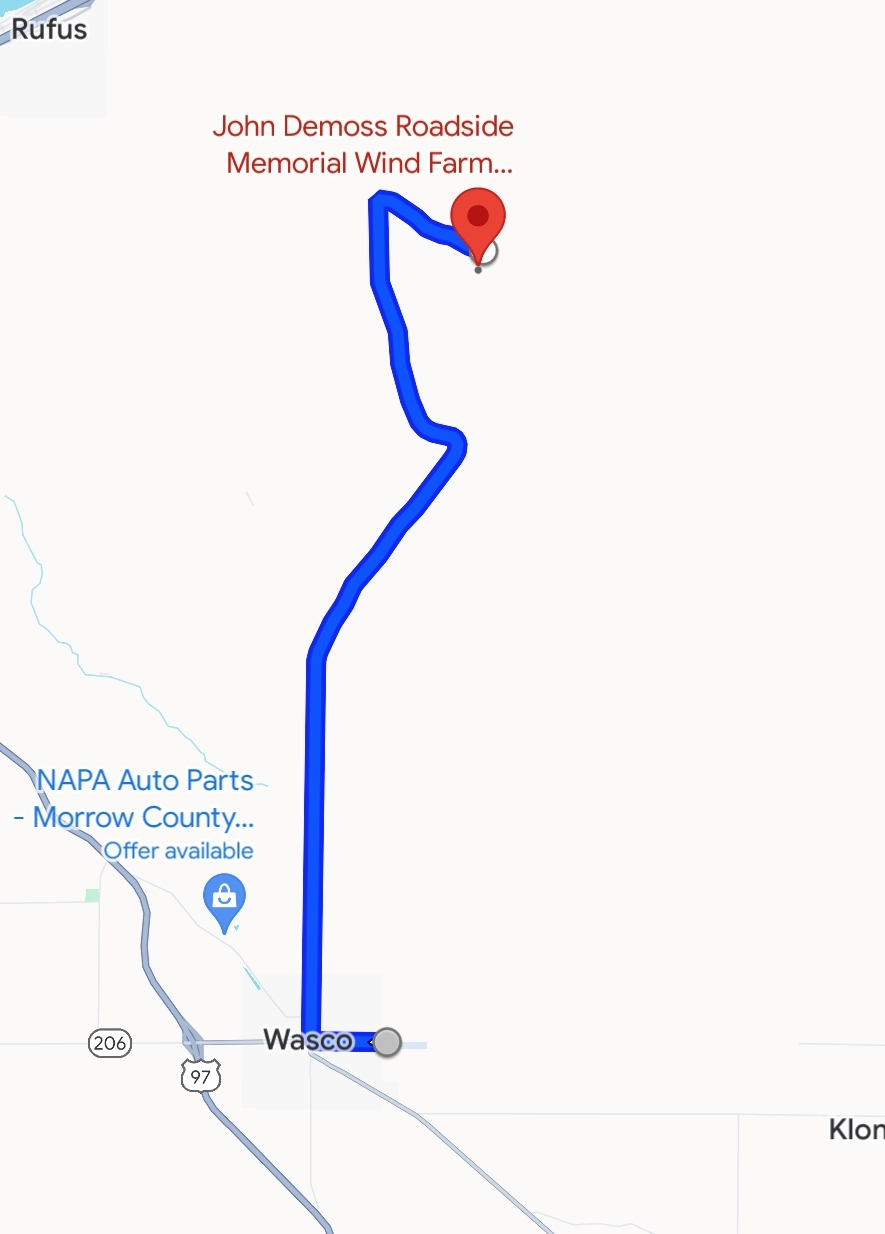 Rufus
John Demoss Roadside
Memorial Wind Farm...
NAPA Auto Parts
- Morrow County...
Offer available
206
Wasco
97
Klon